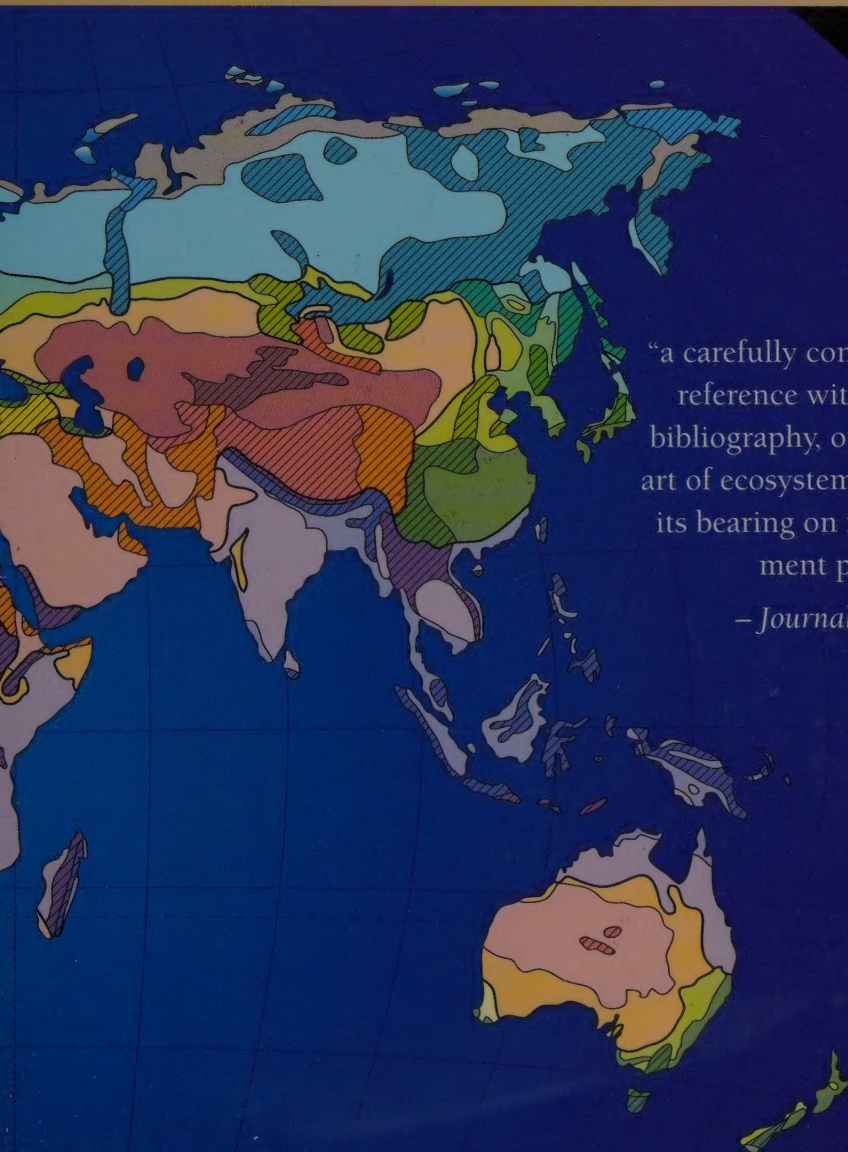 “a carefully con
reference wit
bibliography, o
art of ecosystem
its bearing on
ment p
– Journal